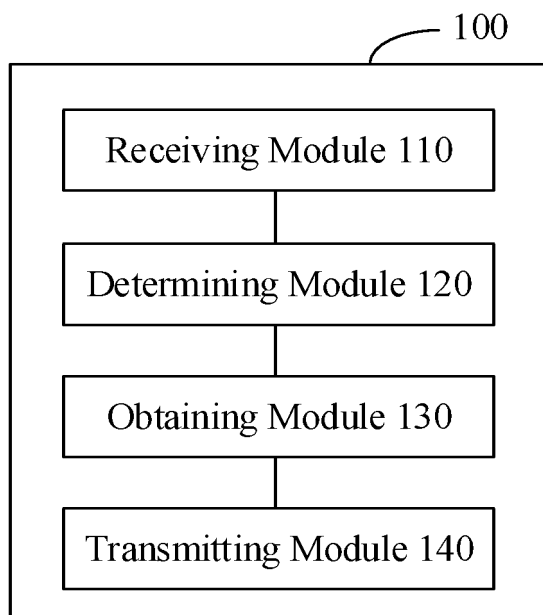 100
Receiving Module 110
Determining Module 120
Obtaining Module 130
Transmitting Module 140